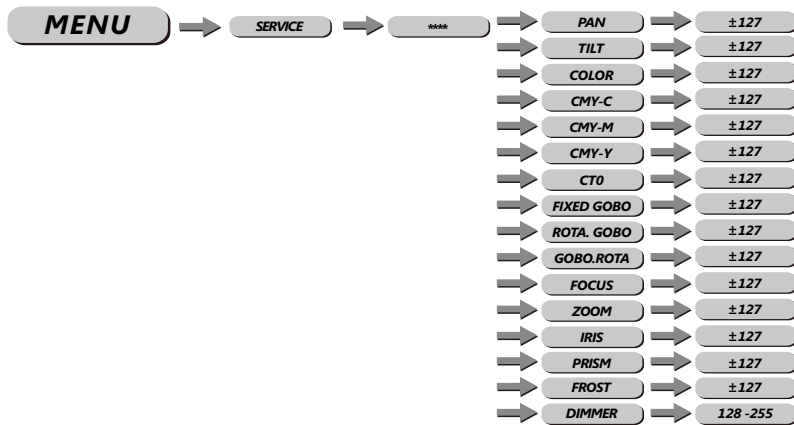 MENU SERVICE **** PAN ±127
TILT ±127
COLOR ±127
CMY-C ±127
CMY-M ±127
CMY-Y ±127
CT0 ±127
FIXED GOBO ±127
ROTA. GOBO ±127
GOBO.ROTA ±127
FOCUS ±127
ZOOM ±127
IRIS ±127
PRISM ±127
FROST ±127
DIMMER 128 -255